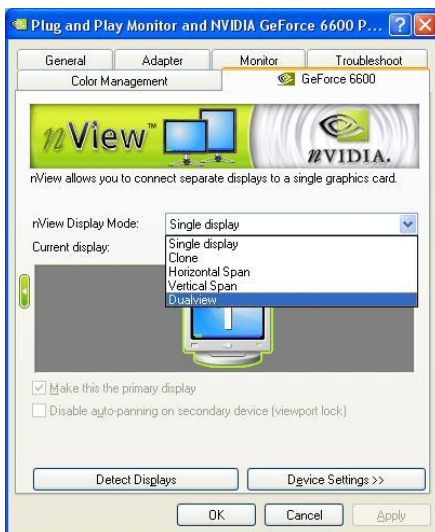 Plug and Play Monitor and NVIDIA GeForce 6600 P...
General Adapter Monitor Troubleshoot
Color Management GeForce 6600
nView™
NVIDIA.
nView allows you to connect separate displays to a single graphics card.
nView Display Mode: Single display
Current display:
Single display
Clone
Horizontal Span
Vertical Span
Dualview
1
Make this the primary display
Disable auto-panning on secondary device (viewport lock)
Detect Displays Device Settings >>
OK Cancel Apply